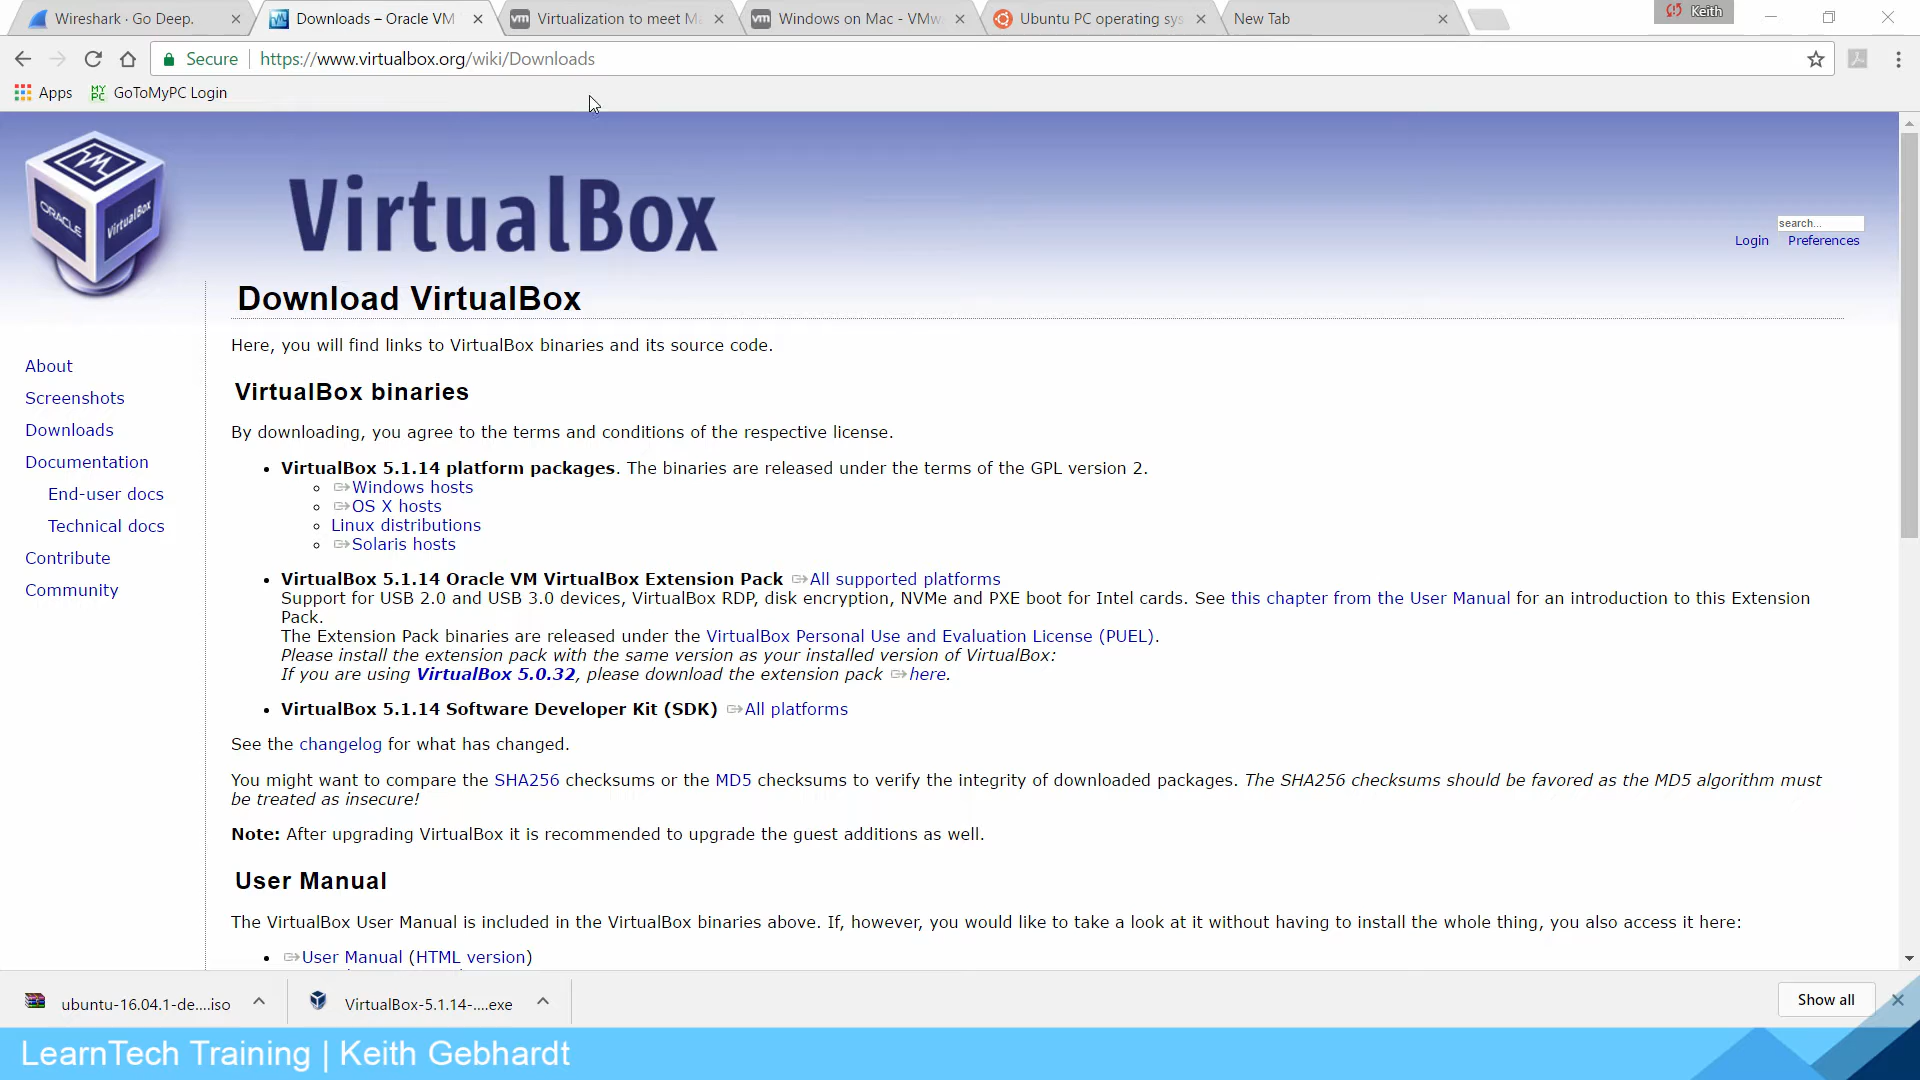 Wireshark · Go Deep.
Downloads – Oracle VM
Virtualization to meet M
Windows on Mac - VMw
Ubuntu PC operating sys
New Tab
Keith
Secure
https://www.virtualbox.org/wiki/Downloads
Apps
MY PC
GoToMyPC Login
ORACLE
VirtualBox
VirtualBox
search...
Login
Preferences
Download VirtualBox
Here, you will find links to VirtualBox binaries and its source code.
About
Screenshots
Downloads
Documentation
End-user docs
Technical docs
Contribute
Community
VirtualBox binaries
By downloading, you agree to the terms and conditions of the respective license.
VirtualBox 5.1.14 platform packages. The binaries are released under the terms of the GPL version 2.
Windows hosts
OS X hosts
Linux distributions
Solaris hosts
VirtualBox 5.1.14 Oracle VM VirtualBox Extension Pack All supported platforms
Support for USB 2.0 and USB 3.0 devices, VirtualBox RDP, disk encryption, NVMe and PXE boot for Intel cards. See this chapter from the User Manual for an introduction to this Extension
Pack.
The Extension Pack binaries are released under the VirtualBox Personal Use and Evaluation License (PUEL).
Please install the extension pack with the same version as your installed version of VirtualBox:
If you are using VirtualBox 5.0.32, please download the extension pack here.
VirtualBox 5.1.14 Software Developer Kit (SDK) All platforms
See the changelog for what has changed.
You might want to compare the SHA256 checksums or the MD5 checksums to verify the integrity of downloaded packages. The SHA256 checksums should be favored as the MD5 algorithm must
be treated as insecure!
Note: After upgrading VirtualBox it is recommended to upgrade the guest additions as well.
User Manual
The VirtualBox User Manual is included in the VirtualBox binaries above. If, however, you would like to take a look at it without having to install the whole thing, you also access it here:
User Manual (HTML version)
ubuntu-16.04.1-de....iso
VirtualBox-5.1.14-....exe
Show all
LearnTech Training | Keith Gebhardt